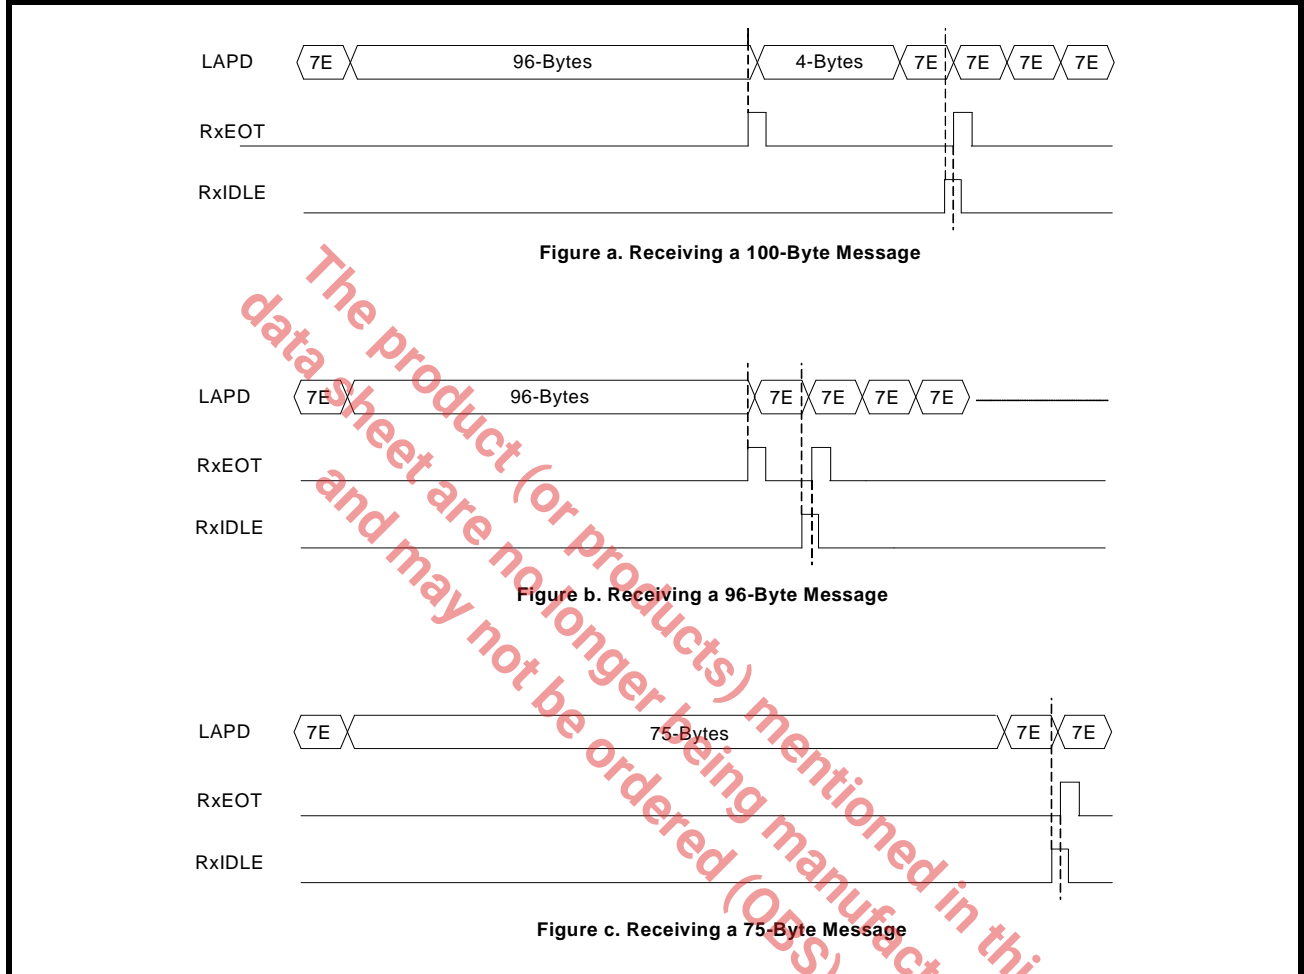 LAPD 7E 96-Bytes 4-Bytes 7E 7E 7E 7E
RxEOT
RxIDLE
Figure a. Receiving a 100-Byte Message
LAPD 7E 96-Bytes 7E 7E 7E 7E
RxEOT
RxIDLE
Figure b. Receiving a 96-Byte Message
LAPD 7E 75-Bytes 7E 7E
RxEOT
RxIDLE
Figure c. Receiving a 75-Byte Message
The product (or products) mentioned in thi
data sheet are no longer being manufact
and may not be ordered (OBS)